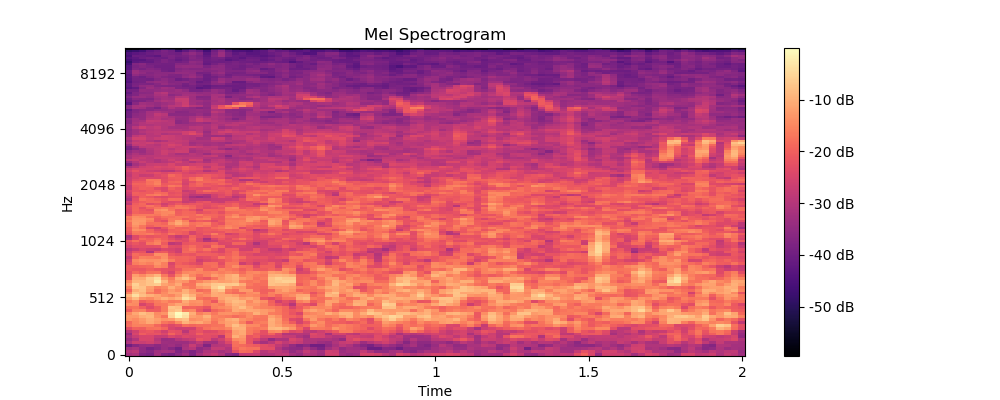 Mel Spectrogram
8192
4096
2048
1024
512
0
Hz
0 0.5 1 1.5 2
Time
-10 dB
-20 dB
-30 dB
-40 dB
-50 dB